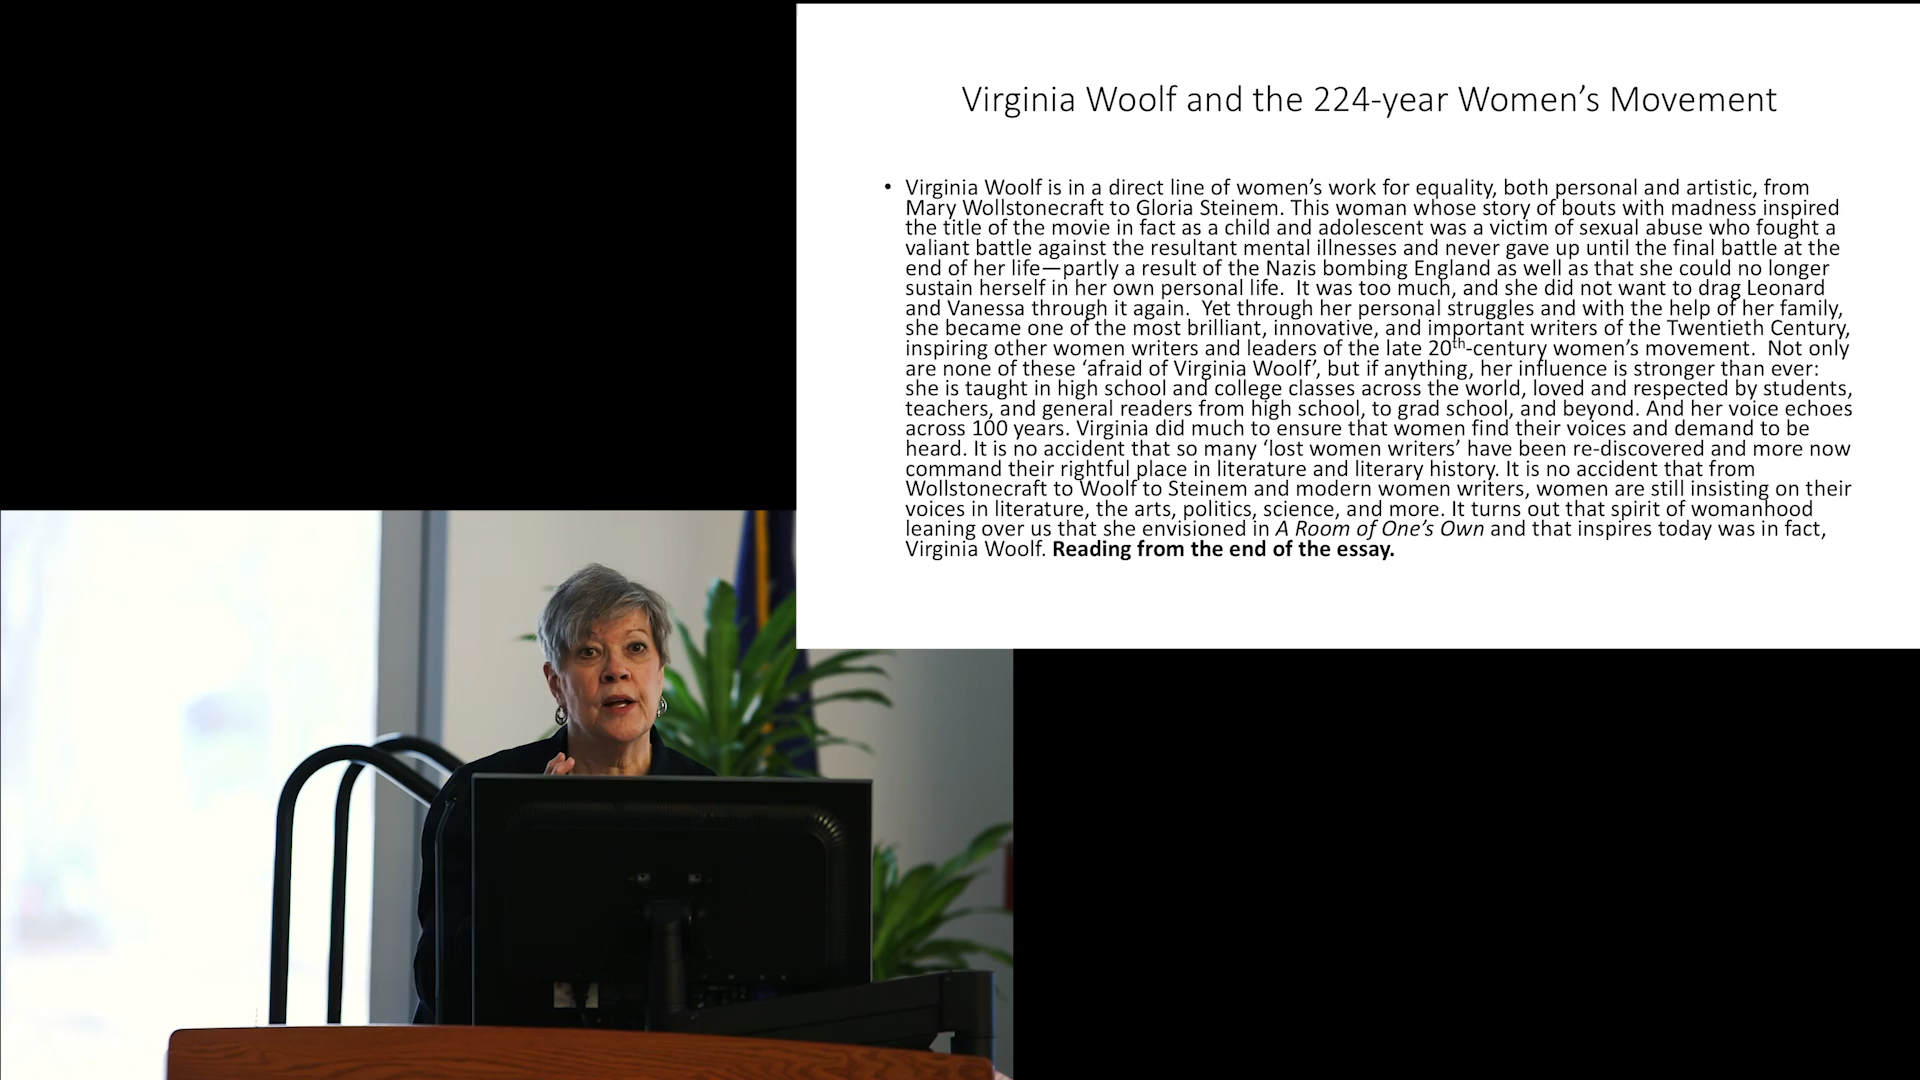 Virginia Woolf and the 224-year Women’s Movement
• Virginia Woolf is in a direct line of women’s work for equality, both personal and artistic, from
Mary Wollstonecraft to Gloria Steinem. This woman whose story of bouts with madness inspired
the title of the movie in fact as a child and adolescent was a victim of sexual abuse who fought a
valiant battle against the resultant mental illnesses and never gave up until the final battle at the
end of her life—partly a result of the Nazis bombing England as well as that she could no longer
sustain herself in her own personal life.  It was too much, and she did not want to drag Leonard
and Vanessa through it again.  Yet through her personal struggles and with the help of her family,
she became one of the most brilliant, innovative, and important writers of the Twentieth Century,
inspiring other women writers and leaders of the late 20th-century women’s movement.  Not only
are none of these ‘afraid of Virginia Woolf’, but if anything, her influence is stronger than ever:
she is taught in high school and college classes across the world, loved and respected by students,
teachers, and general readers from high school, to grad school, and beyond. And her voice echoes
across 100 years. Virginia did much to ensure that women find their voices and demand to be
heard. It is no accident that so many ‘lost women writers’ have been re-discovered and more now
command their rightful place in literature and literary history. It is no accident that from
Wollstonecraft to Woolf to Steinem and modern women writers, women are still insisting on their
voices in literature, the arts, politics, science, and more. It turns out that spirit of womanhood
leaning over us that she envisioned in A Room of One’s Own and that inspires today was in fact,
Virginia Woolf. Reading from the end of the essay.